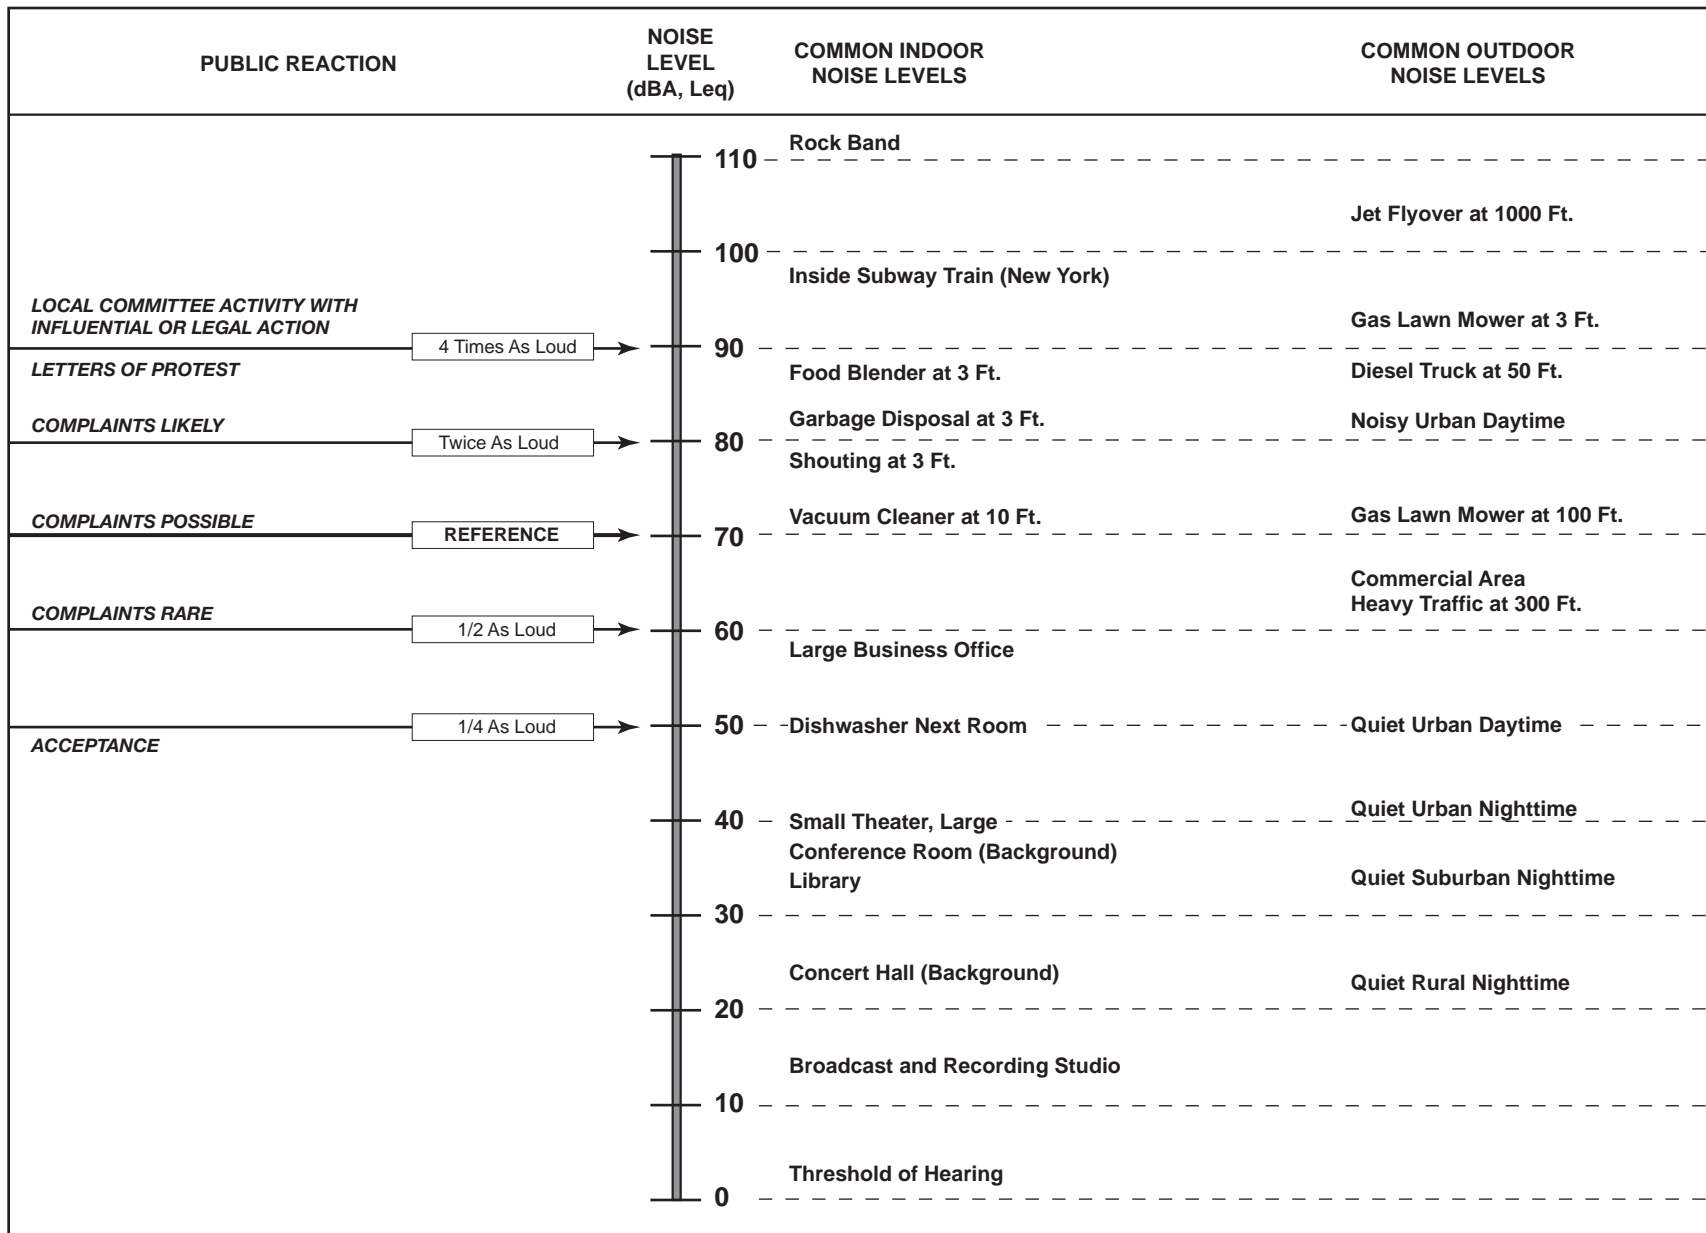 PUBLIC REACTION
NOISE
LEVEL
(dBA, Leq)
COMMON INDOOR
NOISE LEVELS
COMMON OUTDOOR
NOISE LEVELS
Rock Band
110
Jet Flyover at 1000 Ft.
100
Inside Subway Train (New York)
LOCAL COMMITTEE ACTIVITY WITH
INFLUENTIAL OR LEGAL ACTION
Gas Lawn Mower at 3 Ft.
4 Times As Loud
90
LETTERS OF PROTEST
Food Blender at 3 Ft.
Diesel Truck at 50 Ft.
COMPLAINTS LIKELY
Garbage Disposal at 3 Ft.
Noisy Urban Daytime
Twice As Loud
80
Shouting at 3 Ft.
COMPLAINTS POSSIBLE
Vacuum Cleaner at 10 Ft.
Gas Lawn Mower at 100 Ft.
REFERENCE
70
Commercial Area
Heavy Traffic at 300 Ft.
COMPLAINTS RARE
1/2 As Loud
60
Large Business Office
1/4 As Loud
50
Dishwasher Next Room
Quiet Urban Daytime
ACCEPTANCE
Quiet Urban Nighttime
40
Small Theater, Large
Conference Room (Background)
Library
Quiet Suburban Nighttime
30
Concert Hall (Background)
Quiet Rural Nighttime
20
Broadcast and Recording Studio
10
Threshold of Hearing
0